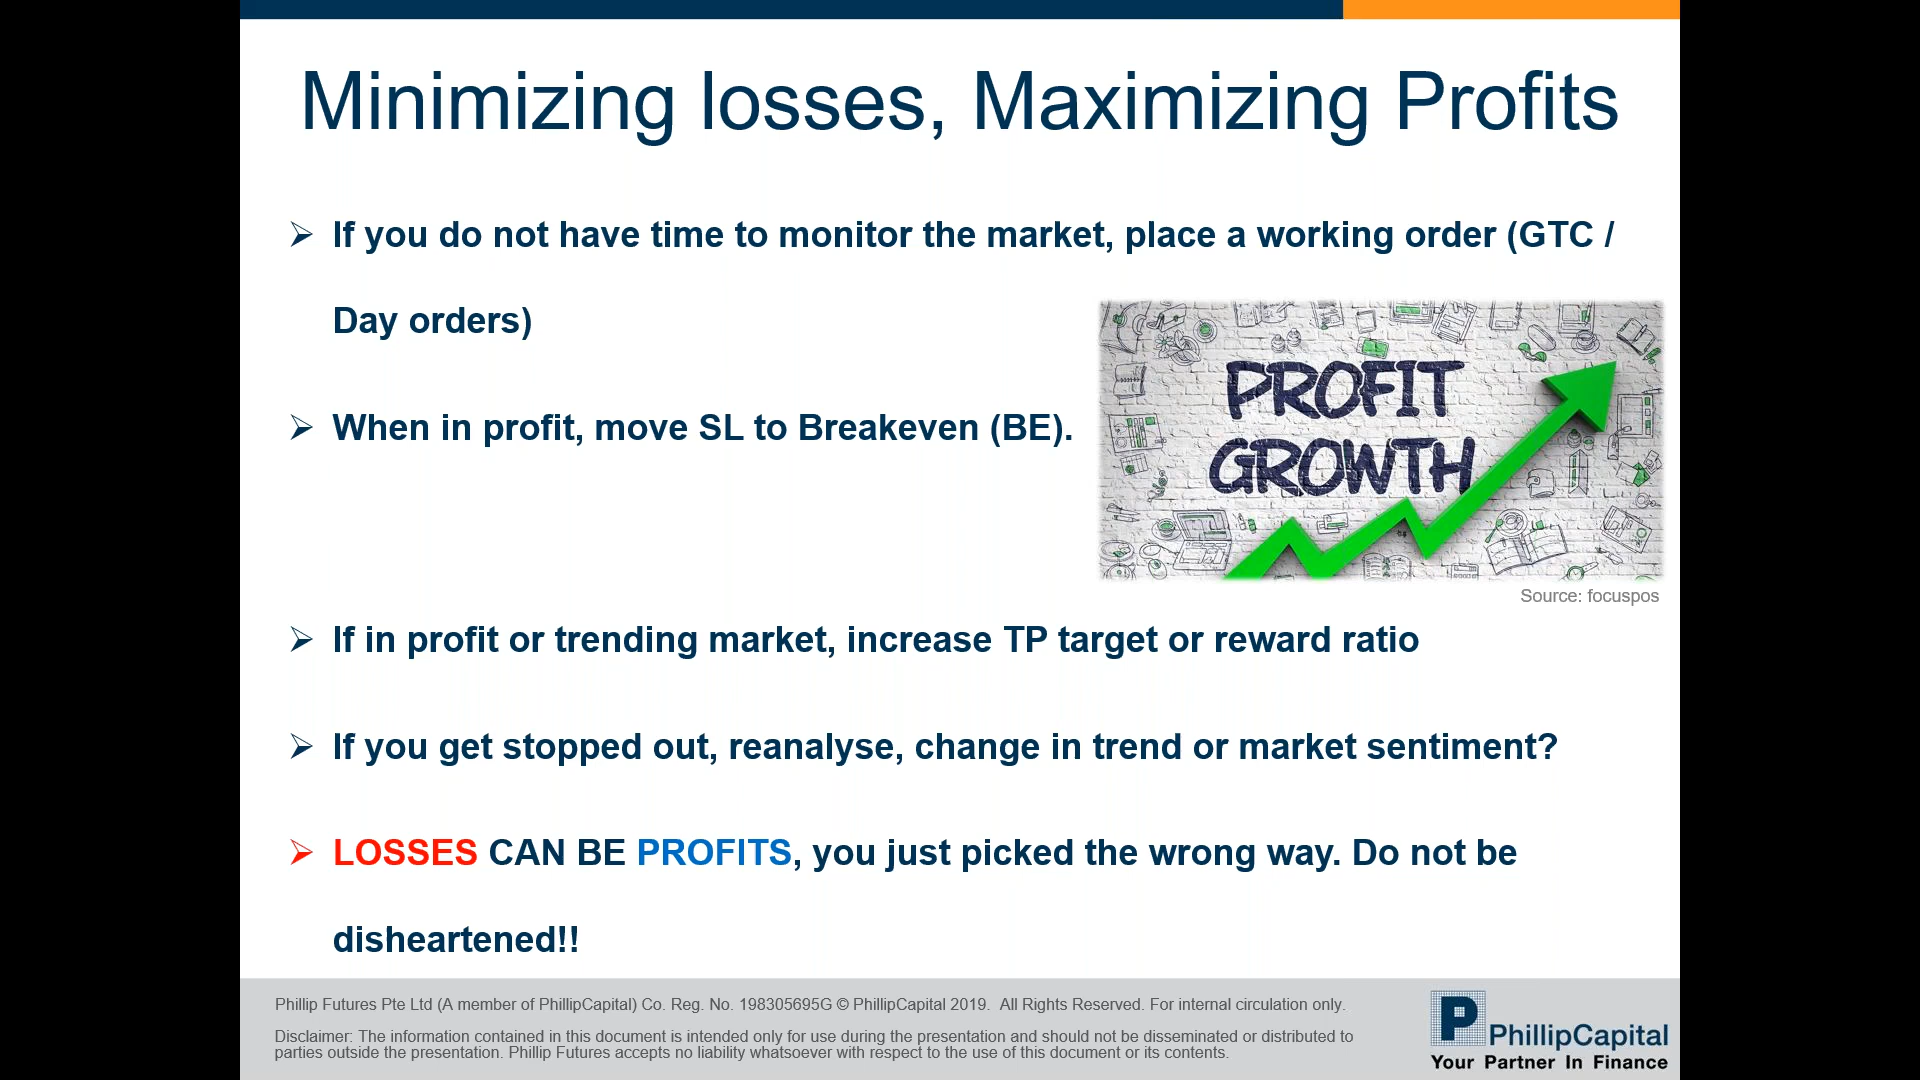 Minimizing losses, Maximizing Profits
➢ If you do not have time to monitor the market, place a working order (GTC /
Day orders)
➢ When in profit, move SL to Breakeven (BE).
PROFIT
GROWTH
Source: focuspos
➢ If in profit or trending market, increase TP target or reward ratio
➢ If you get stopped out, reanalyse, change in trend or market sentiment?
➢ LOSSES CAN BE PROFITS, you just picked the wrong way. Do not be
disheartened!!
Phillip Futures Pte Ltd (A member of PhillipCapital) Co. Reg. No. 198305695G © PhillipCapital 2019.  All Rights Reserved. For internal circulation only.
Disclaimer: The information contained in this document is intended only for use during the presentation and should not be disseminated or distributed to
parties outside the presentation. Phillip Futures accepts no liability whatsoever with respect to the use of this document or its contents.
P PhillipCapital
Your Partner In Finance